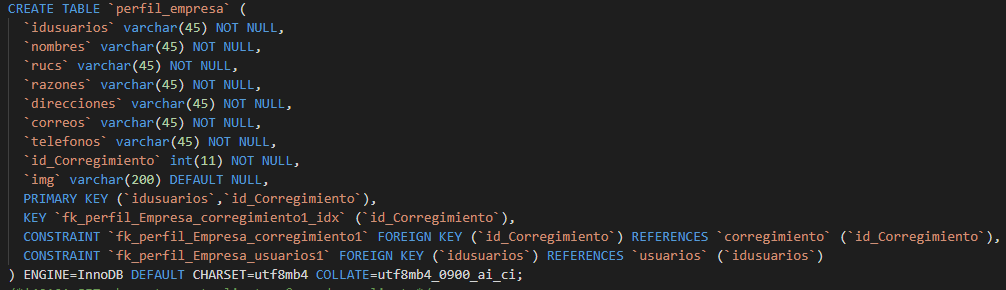 CREATE TABLE `perfil_empresa` (
`idusuarios` varchar(45) NOT NULL,
`nombres` varchar(45) NOT NULL,
`rucs` varchar(45) NOT NULL,
`razones` varchar(45) NOT NULL,
`direcciones` varchar(45) NOT NULL,
`correos` varchar(45) NOT NULL,
`telefonos` varchar(45) NOT NULL,
`id_Corregimiento` int(11) NOT NULL,
`img` varchar(200) DEFAULT NULL,
PRIMARY KEY (`idusuarios`,`id_Corregimiento`),
KEY `fk_perfil_Empresa_corregimiento1_idx` (`id_Corregimiento`),
CONSTRAINT `fk_perfil_Empresa_corregimiento1` FOREIGN KEY (`id_Corregimiento`) REFERENCES `corregimiento` (`id_Corregimiento`),
CONSTRAINT `fk_perfil_Empresa_usuarios1` FOREIGN KEY (`idusuarios`) REFERENCES `usuarios` (`idusuarios`)
) ENGINE=InnoDB DEFAULT CHARSET=utf8mb4 COLLATE=utf8mb4_0900_ai_ci;